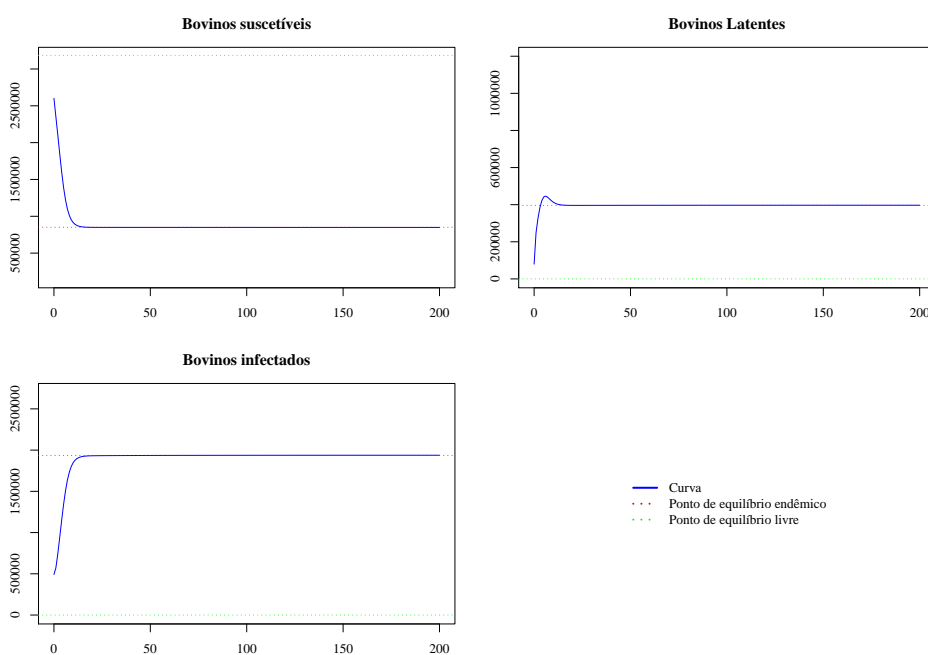 Bovinos suscetíveis
500000 1500000 2500000
0 50 100 150 200
Bovinos Latentes
0 200000 600000 1000000
0 50 100 150 200
Bovinos infectados
0 500000 1500000 2500000
0 50 100 150 200
Curva
Ponto de equilíbrio endêmico
Ponto de equilíbrio livre